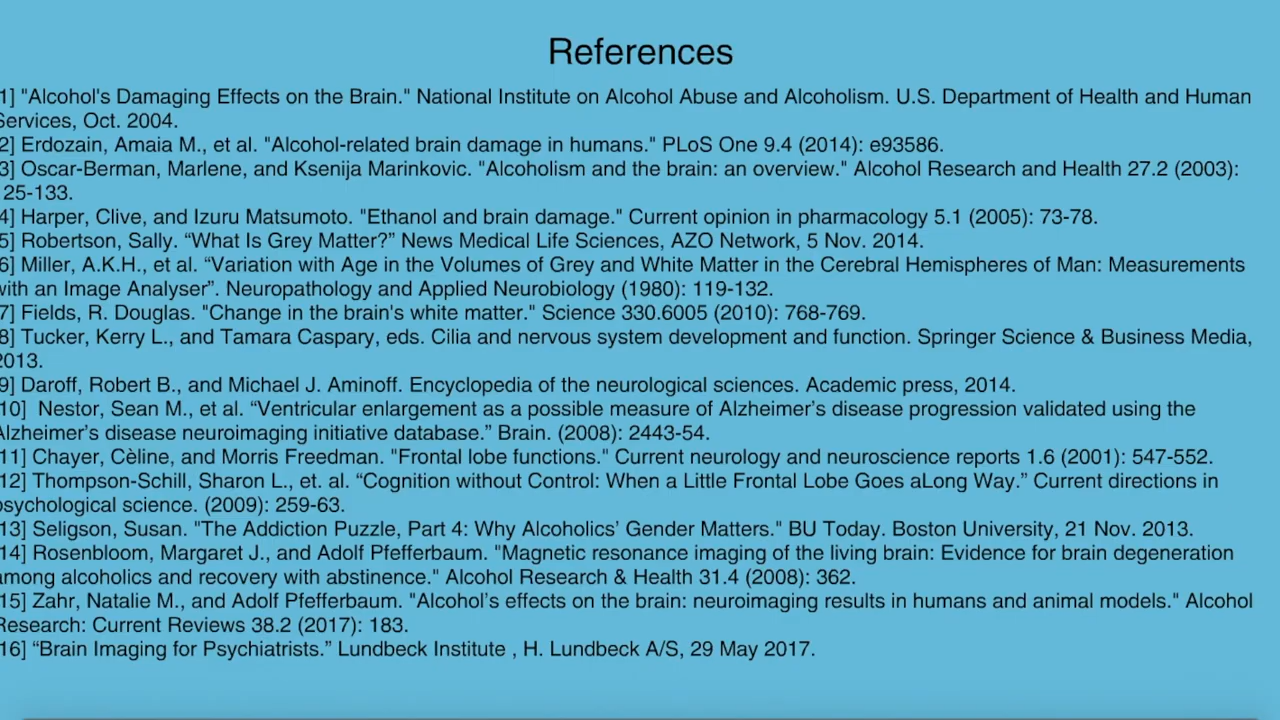 References
1] "Alcohol's Damaging Effects on the Brain." National Institute on Alcohol Abuse and Alcoholism. U.S. Department of Health and Human
Services, Oct. 2004.
2] Erdozain, Amaia M., et al. "Alcohol-related brain damage in humans." PLoS One 9.4 (2014): e93586.
3] Oscar-Berman, Marlene, and Ksenija Marinkovic. "Alcoholism and the brain: an overview." Alcohol Research and Health 27.2 (2003):
125-133.
4] Harper, Clive, and Izuru Matsumoto. "Ethanol and brain damage." Current opinion in pharmacology 5.1 (2005): 73-78.
5] Robertson, Sally. “What Is Grey Matter?” News Medical Life Sciences, AZO Network, 5 Nov. 2014.
6] Miller, A.K.H., et al. “Variation with Age in the Volumes of Grey and White Matter in the Cerebral Hemispheres of Man: Measurements
with an Image Analyser”. Neuropathology and Applied Neurobiology (1980): 119-132.
7] Fields, R. Douglas. "Change in the brain's white matter." Science 330.6005 (2010): 768-769.
8] Tucker, Kerry L., and Tamara Caspary, eds. Cilia and nervous system development and function. Springer Science & Business Media,
2013.
9] Daroff, Robert B., and Michael J. Aminoff. Encyclopedia of the neurological sciences. Academic press, 2014.
10]  Nestor, Sean M., et al. “Ventricular enlargement as a possible measure of Alzheimer’s disease progression validated using the
Alzheimer’s disease neuroimaging initiative database.” Brain. (2008): 2443-54.
11] Chayer, Cèline, and Morris Freedman. "Frontal lobe functions." Current neurology and neuroscience reports 1.6 (2001): 547-552.
12] Thompson-Schill, Sharon L., et. al. “Cognition without Control: When a Little Frontal Lobe Goes aLong Way.” Current directions in
psychological science. (2009): 259-63.
13] Seligson, Susan. "The Addiction Puzzle, Part 4: Why Alcoholics’ Gender Matters." BU Today. Boston University, 21 Nov. 2013.
14] Rosenbloom, Margaret J., and Adolf Pfefferbaum. "Magnetic resonance imaging of the living brain: Evidence for brain degeneration
among alcoholics and recovery with abstinence." Alcohol Research & Health 31.4 (2008): 362.
15] Zahr, Natalie M., and Adolf Pfefferbaum. "Alcohol’s effects on the brain: neuroimaging results in humans and animal models." Alcohol
Research: Current Reviews 38.2 (2017): 183.
16] “Brain Imaging for Psychiatrists.” Lundbeck Institute , H. Lundbeck A/S, 29 May 2017.